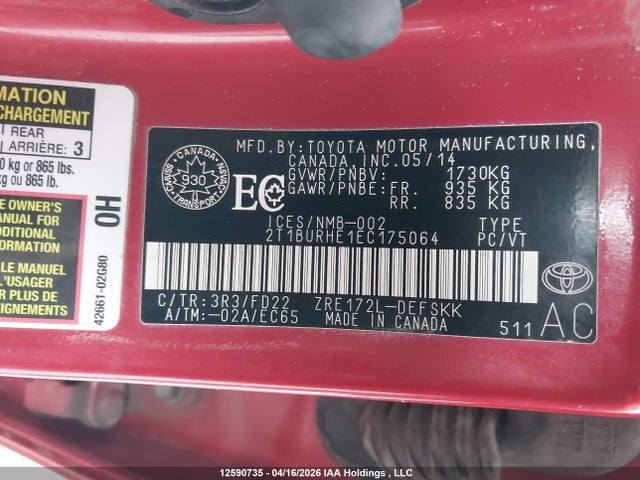 MATION
CHARGEMENT
REAR
ARRIÈRE: 3
0 kg or 865 lbs.
kg ou 865 lb.
OWNER'S
MANUAL FOR
MORE DETAILS
LE MANUEL
L'USAGER
PLUS DE
IGNEMENTS
42661-02G80
OH
MFD.BY:TOYOTA MOTOR MANUFACTURING,
CANADA INC.05/14
GVWR/PNBV: 1730KG
GAWR/PNBE:FR. 935 KG
RR. 835 KG
CANADA
930
TRANSPORT
EC
ICES/NMB-002 TYPE
2T1BURHE1EC175064 PC/VT
C/TR:3R3/FD22 ZRE172L-DEFSKK
A/TM:-02A/EC65 MADE IN CANADA
511 AC
TOYOTA
12590735 - 04/16/2026 IAA Holdings , LLC